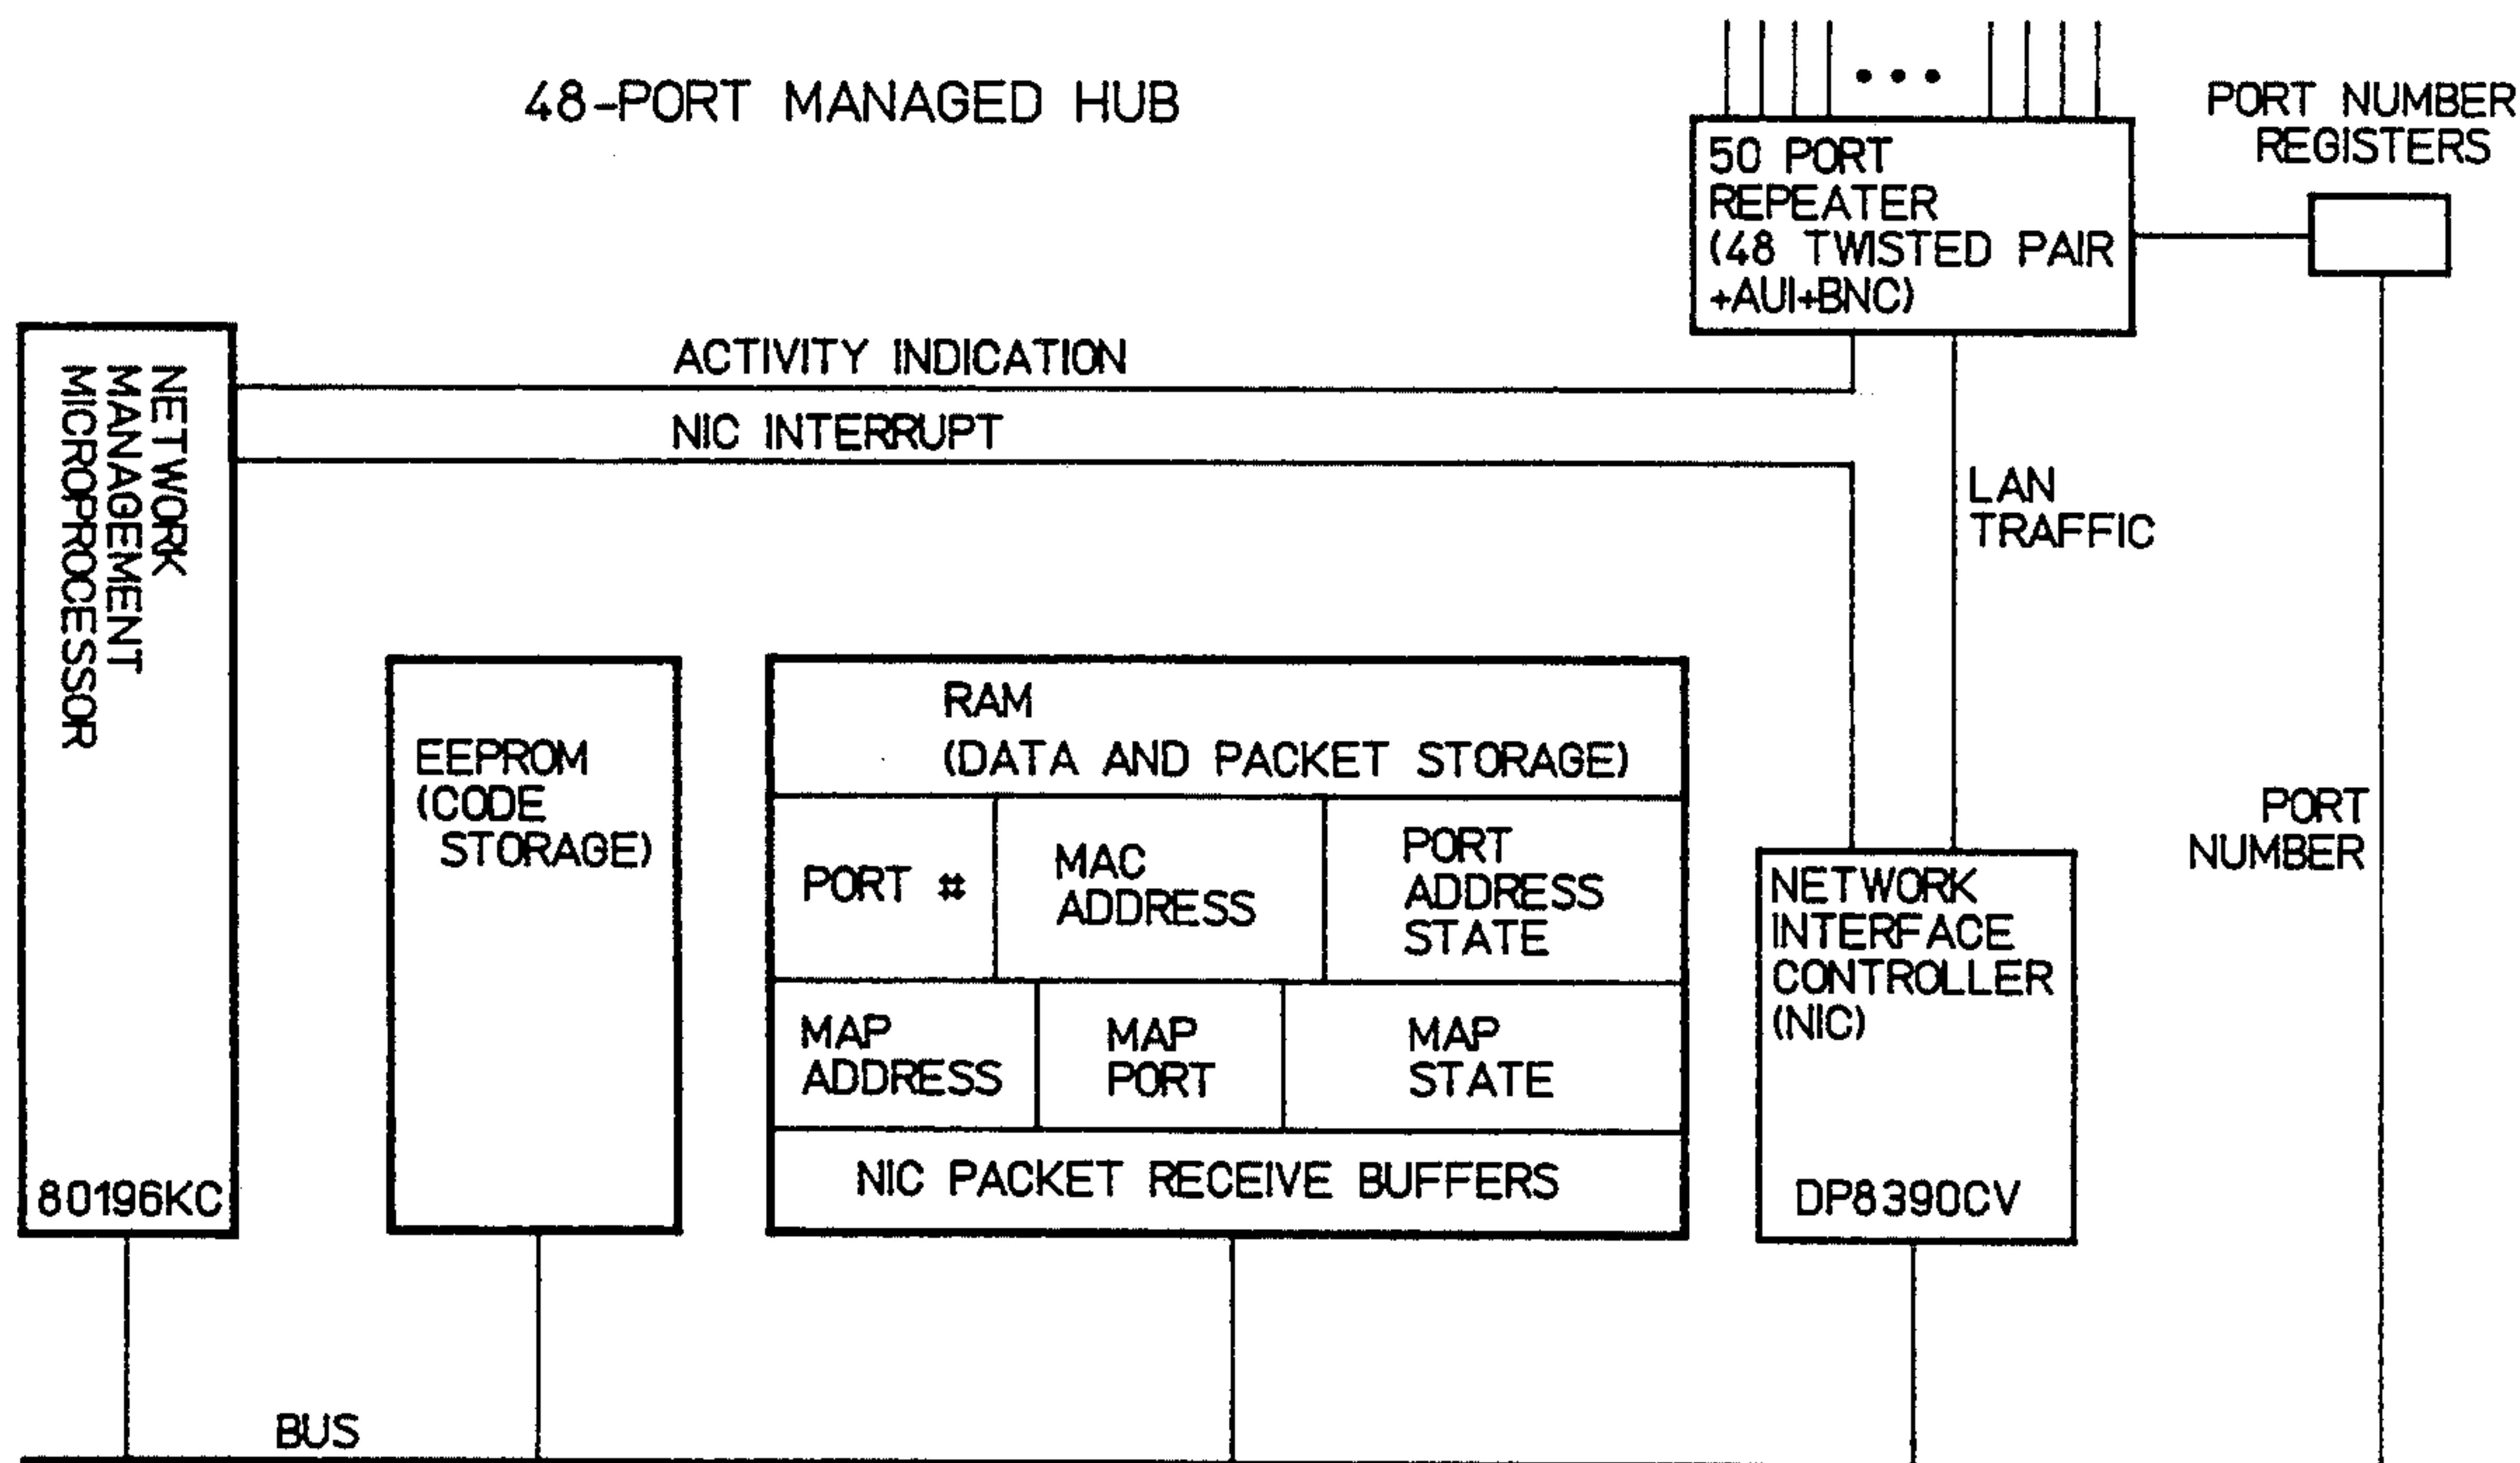 48-PORT MANAGED HUB
PORT NUMBER
REGISTERS
50 PORT
REPEATER
(48 TWISTED PAIR
+AUI+BNC)
ACTIVITY INDICATION
NIC INTERRUPT
LAN
TRAFFIC
NETWORK
MANAGEMENT
MICROPROCESSOR
80196KC
EEPROM
(CODE
STORAGE)
RAM
(DATA AND PACKET STORAGE)
PORT #
MAC
ADDRESS
PORT
ADDRESS
STATE
MAP
ADDRESS
MAP
PORT
MAP
STATE
NIC PACKET RECEIVE BUFFERS
NETWORK
INTERFACE
CONTROLLER
(NIC)
DP8390CV
PORT
NUMBER
BUS